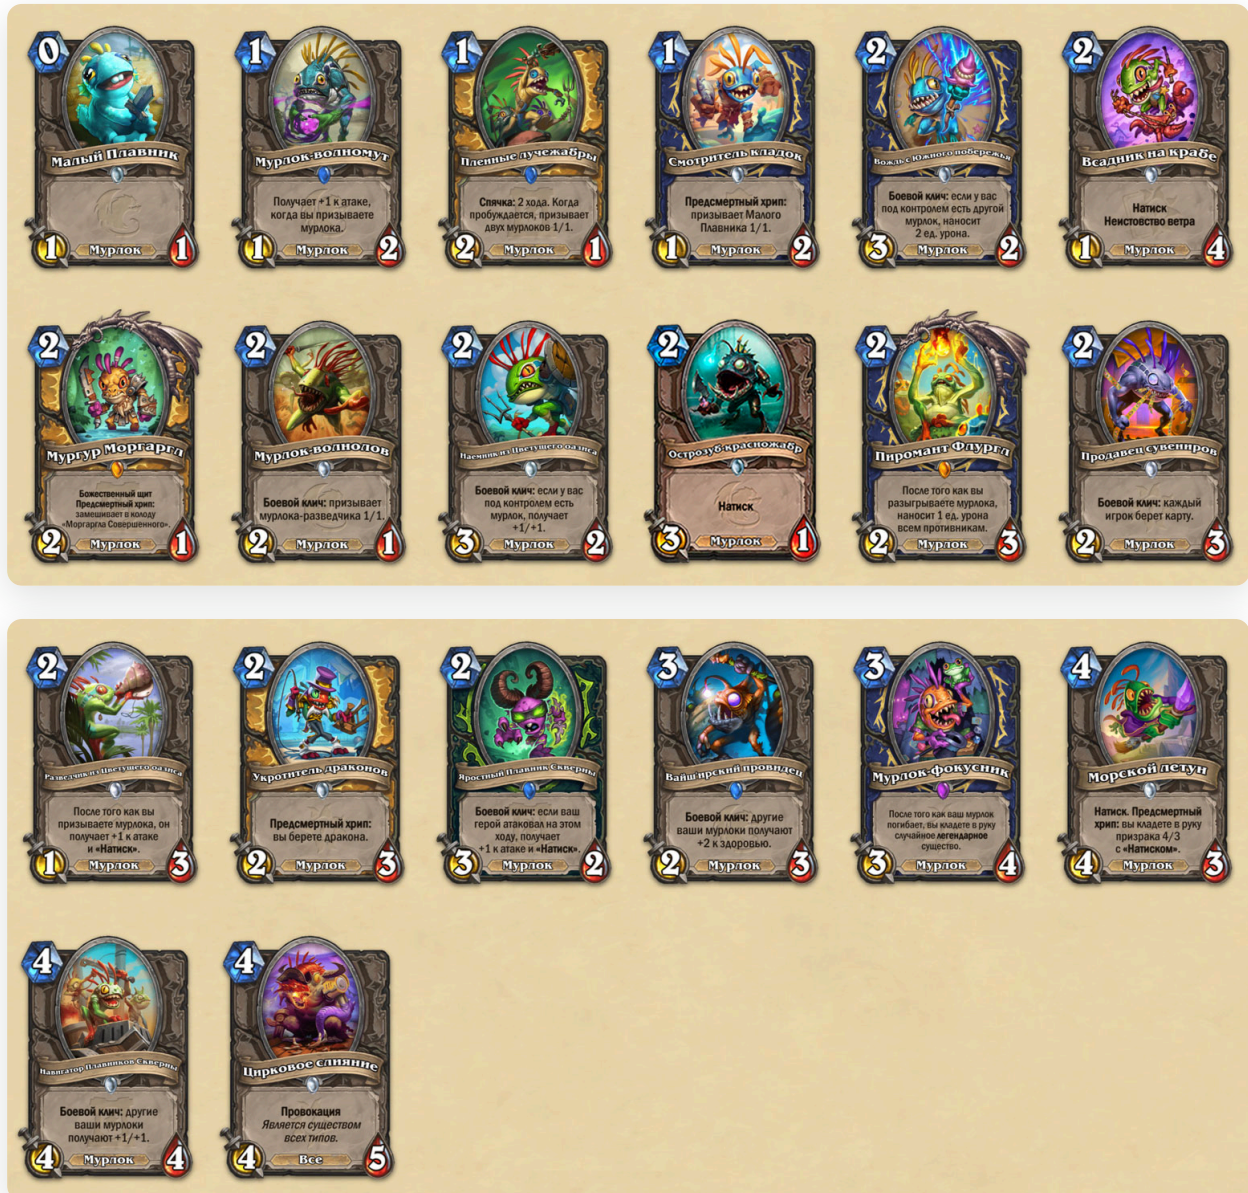 0
Малый Плавник
1
Мурлок
1
1
Мурлок-волномут
Получает +1 к атаке,
когда вы призываете
мурлока.
1
Мурлок
2
1
Пленные лучежабры
Спячка: 2 хода. Когда
пробуждается, призывает
двух мурлоков 1/1.
2
Мурлок
1
1
Смотритель кладок
Предсмертный хрип:
призывает Малого
Плавника 1/1.
1
Мурлок
2
2
Вождь с Южного побережья
Боевой клич: если у вас
под контролем есть другой
мурлок, наносит
2 ед. урона.
3
Мурлок
2
2
Всадник на крабе
Натиск
Неистовство ветра
1
Мурлок
4
2
Мургур Моргаргл
Божественный щит
Предсмертный хрип:
замешивает в колоду
«Моргаргла Совершенного».
2
Мурлок
1
2
Мурлок-волнолов
Боевой клич: призывает
мурлока-разведчика 1/1.
2
Мурлок
1
2
Наемник из Цветущего оазиса
Боевой клич: если у вас
под контролем есть
мурлок, получает
+1/+1.
3
Мурлок
2
2
Острозуб-красножабр
Натиск
3
Мурлок
1
2
Пиромант Флургл
После того как вы
разыгрываете мурлока,
наносит 1 ед. урона
всем противникам.
2
Мурлок
3
2
Продавец сувениров
Боевой клич: каждый
игрок берет карту.
2
Мурлок
3
2
Разведчик из Цветущего оазиса
После того как вы
призываете мурлока, он
получает +1 к атаке
и «Натиск».
1
Мурлок
3
2
Укротитель драконов
Предсмертный хрип:
вы берете дракона.
2
Мурлок
3
2
Яростный Плавник Скверны
Боевой клич: если ваш
герой атаковал на этом
ходу, получает
+1 к атаке и «Натиск».
3
Мурлок
2
3
Вайш'ирский провидец
Боевой клич: другие
ваши мурлоки получают
+2 к здоровью.
2
Мурлок
3
3
Мурлок-фокусник
После того как ваш мурлок
погибает, вы кладете в руку
случайное легендарное
существо.
3
Мурлок
4
4
Морской летун
Натиск. Предсмертный
хрип: вы кладете в руку
призрака 4/3
с «Натиском».
4
Мурлок
3
4
Навигатор Плавников Скверны
Боевой клич: другие
ваши мурлоки
получают +1/+1.
4
Мурлок
4
4
Цирковое слияние
Провокация
Является существом
всех типов.
4
Все
5